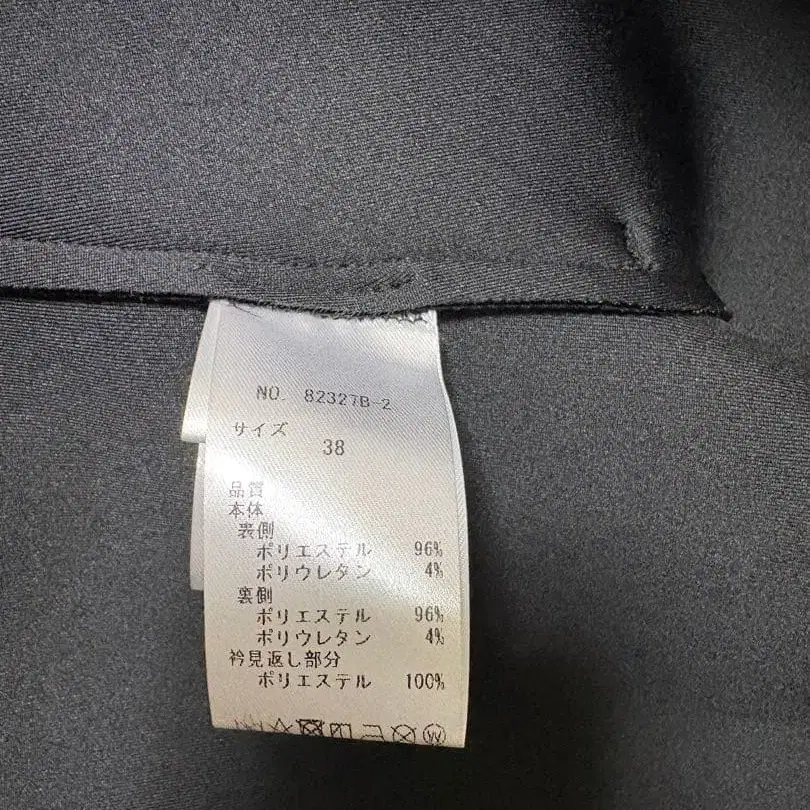 NO. 82327B-2
サイズ
38
品質
本体
表側
ポリエステル 96%
ポリウレタン 4%
裏側
ポリエステル 96%
ポリウレタン 4%
衿見返し部分
ポリエステル 100%